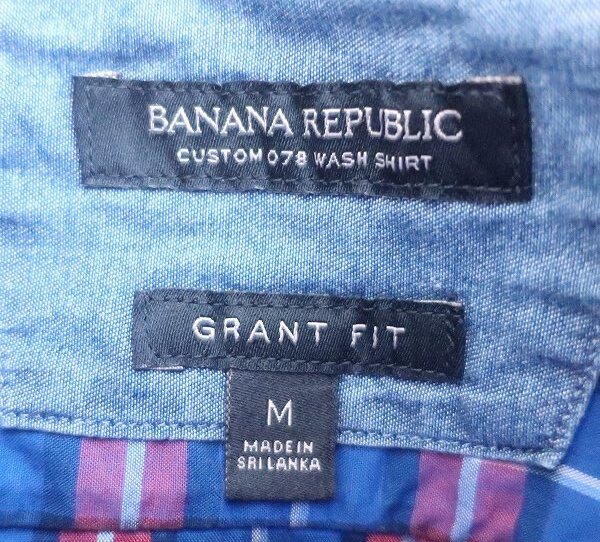 BANANA REPUBLIC
CUSTOM 078 WASH SHIRT
GRANT FIT
M
MADE IN
SRI LANKA